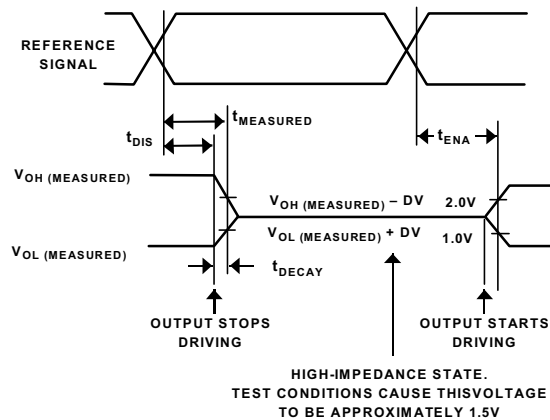 REFERENCE
SIGNAL
tMEASURED
tDIS
tENA
VOH (MEASURED)
VOH (MEASURED) – DV
2.0V
VOL (MEASURED) + DV
1.0V
VOL (MEASURED)
tDECAY
OUTPUT STOPS
DRIVING
OUTPUT STARTS
DRIVING
HIGH-IMPEDANCE STATE.
TEST CONDITIONS CAUSE THISVOLTAGE
TO BE APPROXIMATELY 1.5V